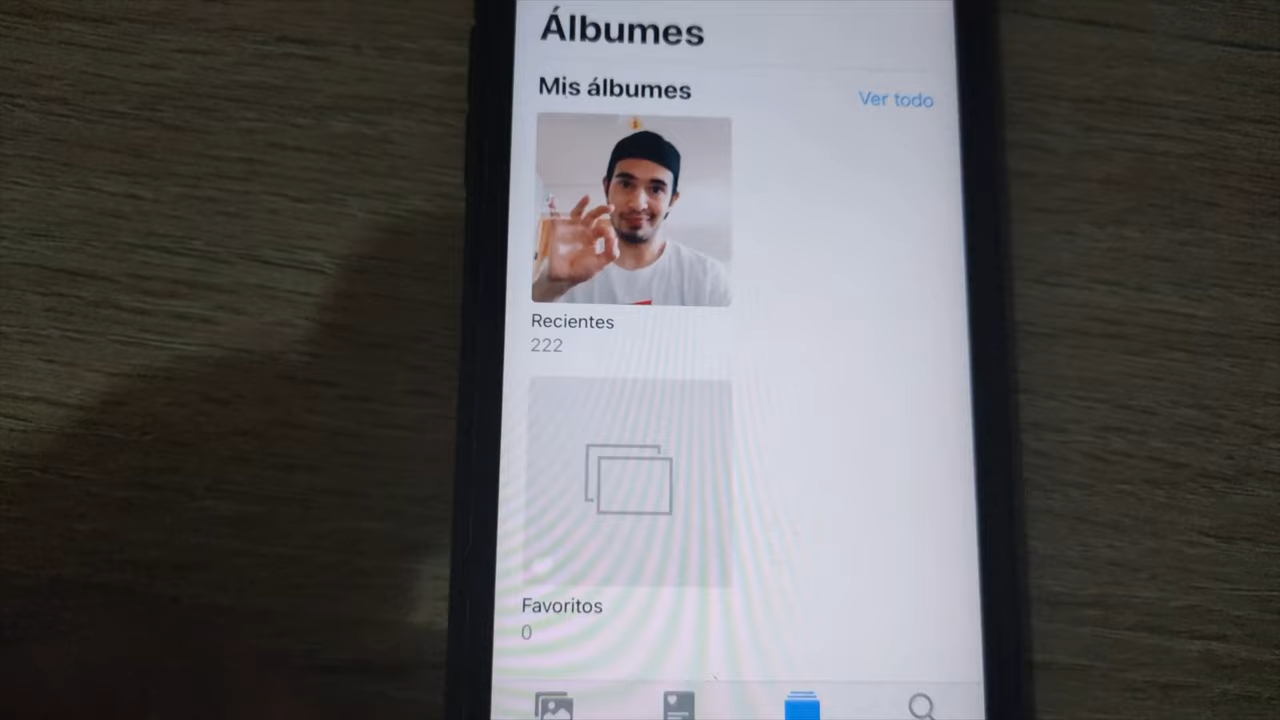 Álbumes
Mis álbumes
Ver todo
Recientes
222
Favoritos
0